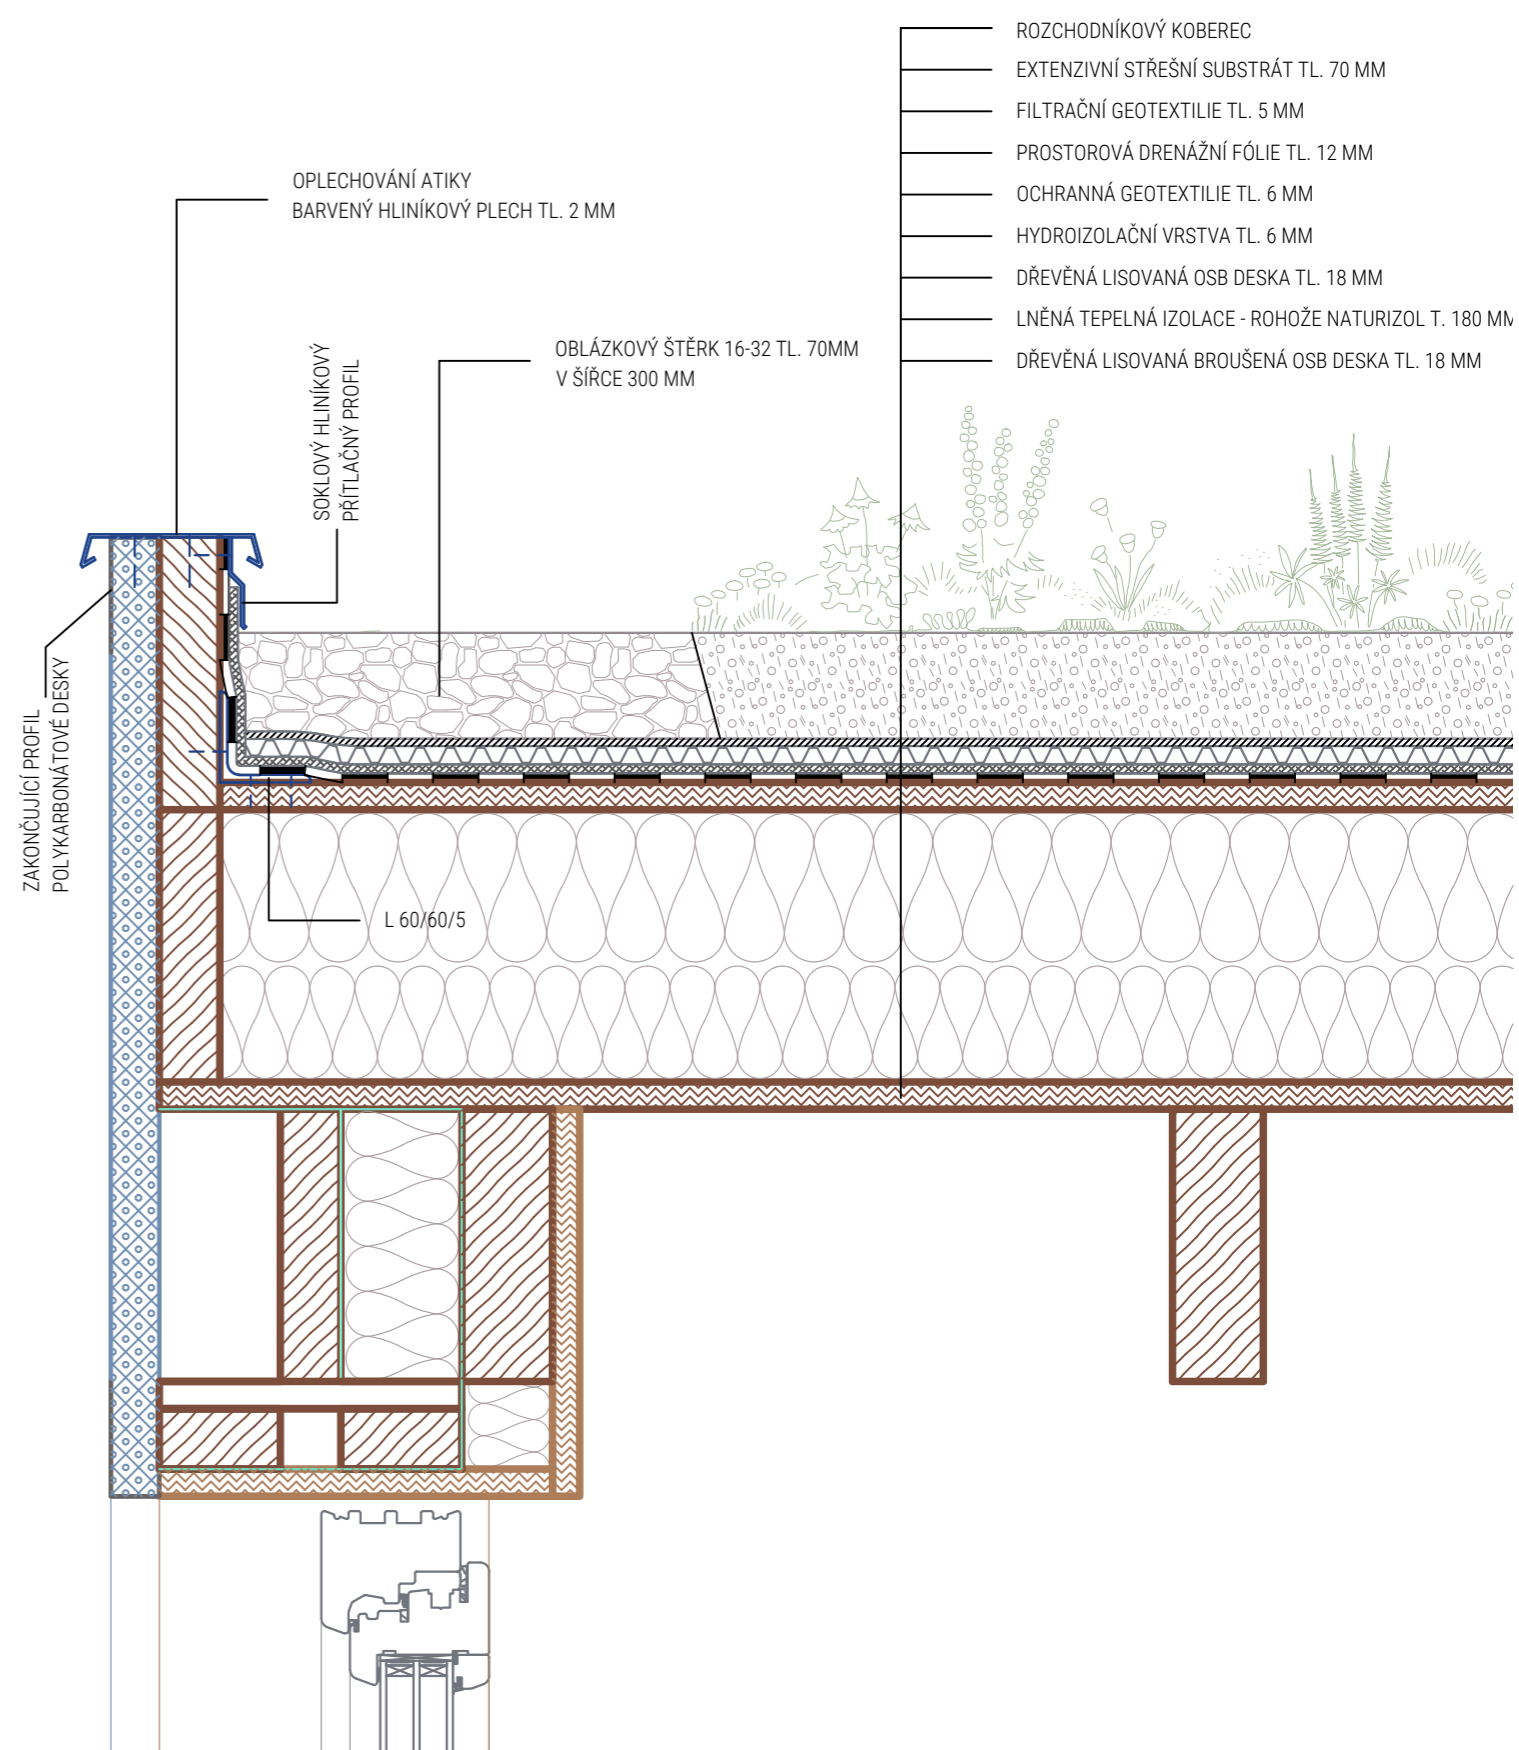 ROZCHODNÍKOVÝ KOBEREC
EXTENZIVNÍ STŘEŠNÍ SUBSTRÁT TL. 70 MM
FILTRAČNÍ GEOTEXTILIE TL. 5 MM
PROSTOROVÁ DRENÁŽNÍ FÓLIE TL. 12 MM
OCHRANNÁ GEOTEXTILIE TL. 6 MM
HYDROIZOLAČNÍ VRSTVA TL. 6 MM
DŘEVĚNÁ LISOVANÁ OSB DESKA TL. 18 MM
LNĚNÁ TEPELNÁ IZOLACE - ROHOŽE NATURIZOL T. 180 MM
DŘEVĚNÁ LISOVANÁ BROUŠENÁ OSB DESKA TL. 18 MM
OPLECHOVÁNÍ ATIKY
BARVENÝ HLINÍKOVÝ PLECH TL. 2 MM
OBLÁZKOVÝ ŠTĚRK 16-32 TL. 70MM
V ŠÍŘCE 300 MM
SOKLOVÝ HLINÍKOVÝ
PŘÍTLAČNÝ PROFIL
ZAKONČUJÍCÍ PROFIL
POLYKARBONÁTOVÉ DESKY
L 60/60/5